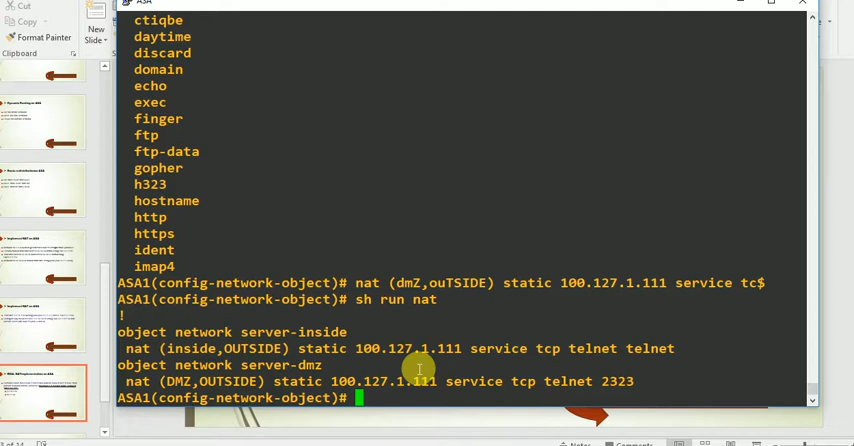 ASA
Cut
Copy
Format Painter
New
Slide
Clipboard
ctiqbe
daytime
discard
domain
echo
exec
finger
ftp
ftp-data
gopher
h323
hostname
http
https
ident
imap4
ASA1(config-network-object)# nat (dmZ,ouTSIDE) static 100.127.1.111 service tc$
ASA1(config-network-object)# sh run nat
!
object network server-inside
nat (inside,OUTSIDE) static 100.127.1.111 service tcp telnet telnet
object network server-dmz
nat (DMZ,OUTSIDE) static 100.127.1.111 service tcp telnet 2323
ASA1(config-network-object)#
Notes
Comments